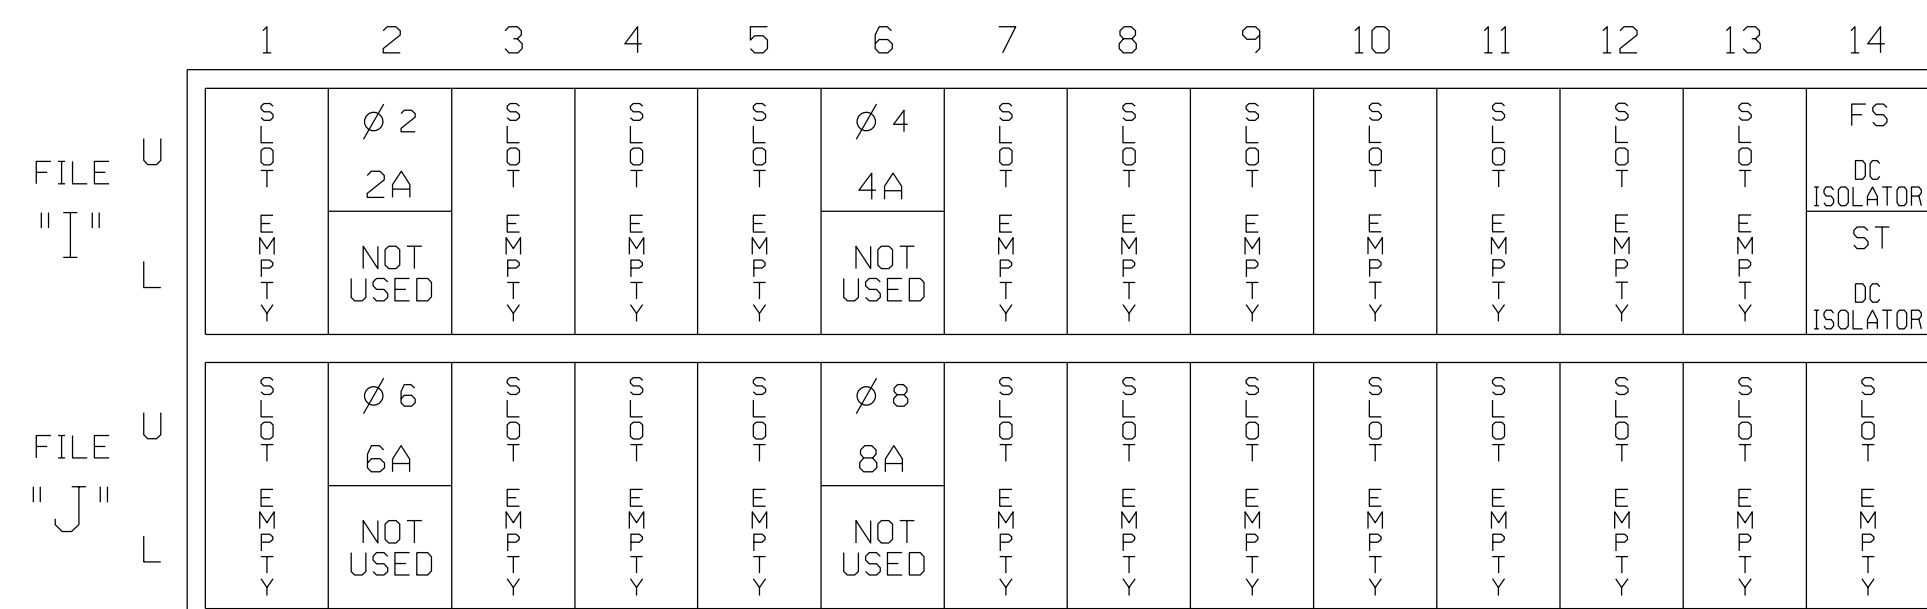 1 2 3 4 5 6 7 8 9 10 11 12 13 14
FILE
"I"
U
L
SLOT EMPTY
Ø 2
2A
NOT
USED
SLOT EMPTY
SLOT EMPTY
SLOT EMPTY
Ø 4
4A
NOT
USED
SLOT EMPTY
SLOT EMPTY
SLOT EMPTY
SLOT EMPTY
SLOT EMPTY
SLOT EMPTY
SLOT EMPTY
FS
DC
ISOLATOR
ST
DC
ISOLATOR
FILE
"J"
U
L
SLOT EMPTY
Ø 6
6A
NOT
USED
SLOT EMPTY
SLOT EMPTY
SLOT EMPTY
Ø 8
8A
NOT
USED
SLOT EMPTY
SLOT EMPTY
SLOT EMPTY
SLOT EMPTY
SLOT EMPTY
SLOT EMPTY
SLOT EMPTY
SLOT EMPTY